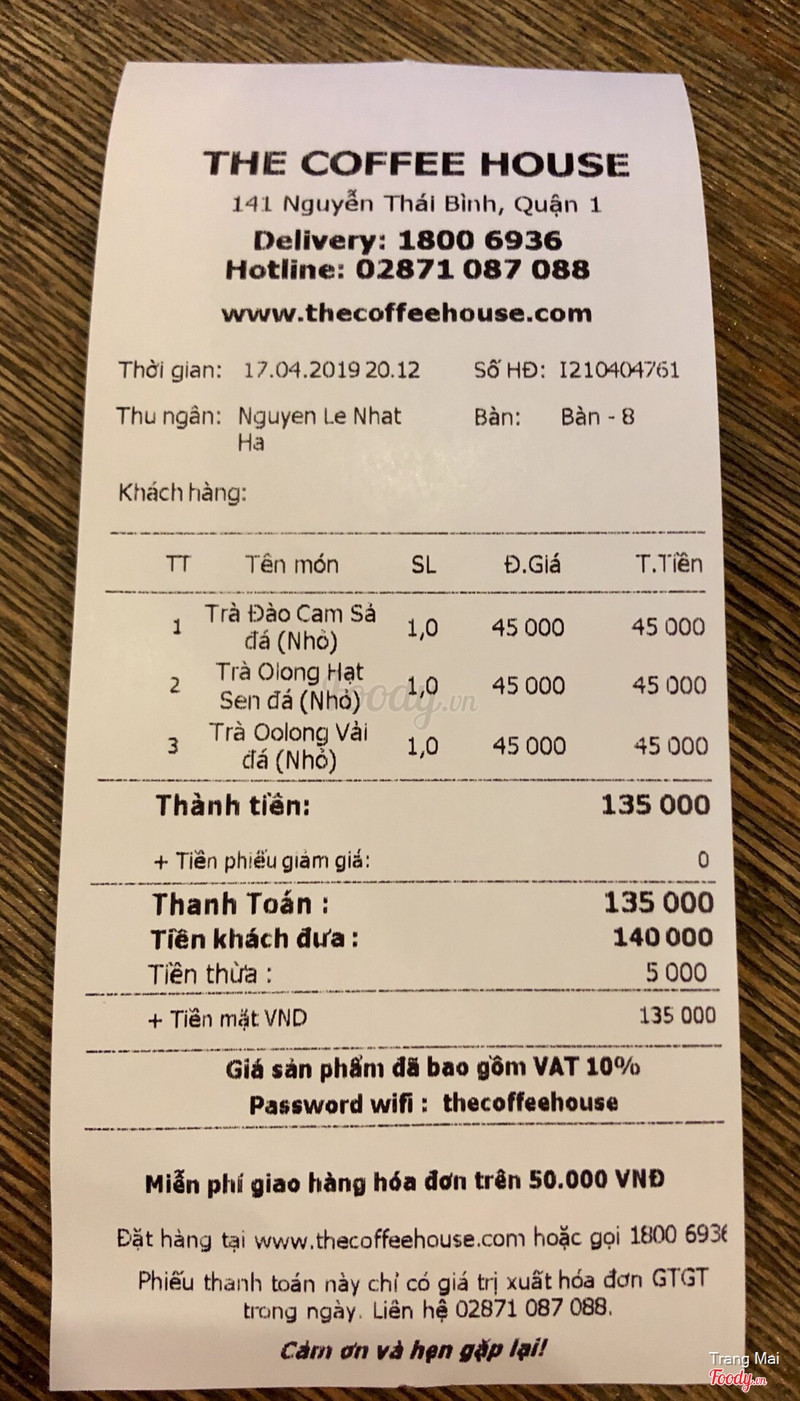 THE COFFEE HOUSE
141 Nguyễn Thái Bình, Quận 1
Delivery: 1800 6936
Hotline: 02871 087 088
www.thecoffeehouse.com
Thời gian: 17.04.2019 20.12 Số HĐ: I210404761
Thu ngân: Nguyen Le Nhat Bàn: Bàn - 8
Ha
Khách hàng:
TT Tên món SL Đ.Giá T.Tiền
Trà Đào Cam Sả
1 đá (Nhỏ) 1,0 45 000 45 000
Trà Olong Hạt
2 Sen đá (Nhỏ) 1,0 45 000 45 000
Trà Oolong Vải
3 đá (Nhỏ) 1,0 45 000 45 000
Thành tiền: 135 000
+ Tiền phiếu giảm giá: 0
Thanh Toán : 135 000
Tiền khách đưa : 140 000
Tiền thừa : 5 000
+ Tiền mặt VND 135 000
Giá sản phẩm đã bao gồm VAT 10%
Password wifi : thecoffeehouse
Miễn phí giao hàng hóa đơn trên 50.000 VNĐ
Đặt hàng tại www.thecoffeehouse.com hoặc gọi 1800 6936
Phiếu thanh toán này chỉ có giá trị xuất hóa đơn GTGT
trong ngày. Liên hệ 02871 087 088.
Cảm ơn và hẹn gặp lại!
foody.vn
Trang Mai
Foody.vn